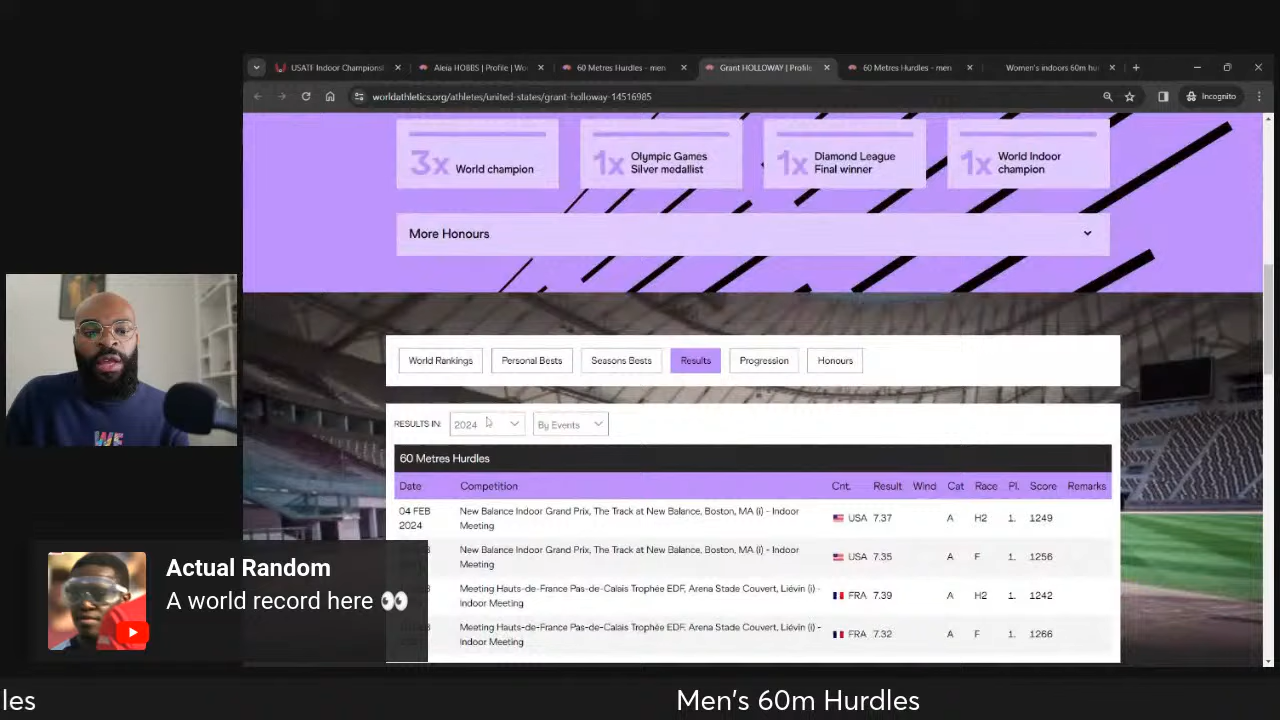 USATF Indoor Champions
Aleia HOBBS | Profile | Wo
60 Metres Hurdles - men
Grant HOLLOWAY | Profile
60 Metres Hurdles - men
Women's indoors 60m hu
worldathletics.org/athletes/united-states/grant-holloway-14516985
Incognito
3x World champion
1x Olympic Games
Silver medallist
1x Diamond League
Final winner
1x World Indoor
champion
More Honours
World Rankings
Personal Bests
Seasons Bests
Results
Progression
Honours
RESULTS IN: 2024 By Events
60 Metres Hurdles
Date Competition Cnt. Result Wind Cat Race Pl. Score Remarks
04 FEB
2024
New Balance Indoor Grand Prix, The Track at New Balance, Boston, MA (i) - Indoor
Meeting
USA 7.37 A H2 1. 1249
New Balance Indoor Grand Prix, The Track at New Balance, Boston, MA (i) - Indoor
Meeting
USA 7.35 A F 1. 1256
Meeting Hauts-de-France Pas-de-Calais Trophée EDF, Arena Stade Couvert, Liévin (i) -
Indoor Meeting
FRA 7.39 A H2 1. 1242
Meeting Hauts-de-France Pas-de-Calais Trophée EDF, Arena Stade Couvert, Liévin (i) -
Indoor Meeting
FRA 7.32 A F 1. 1266
WE
Actual Random
A world record here 👀
les
Men's 60m Hurdles